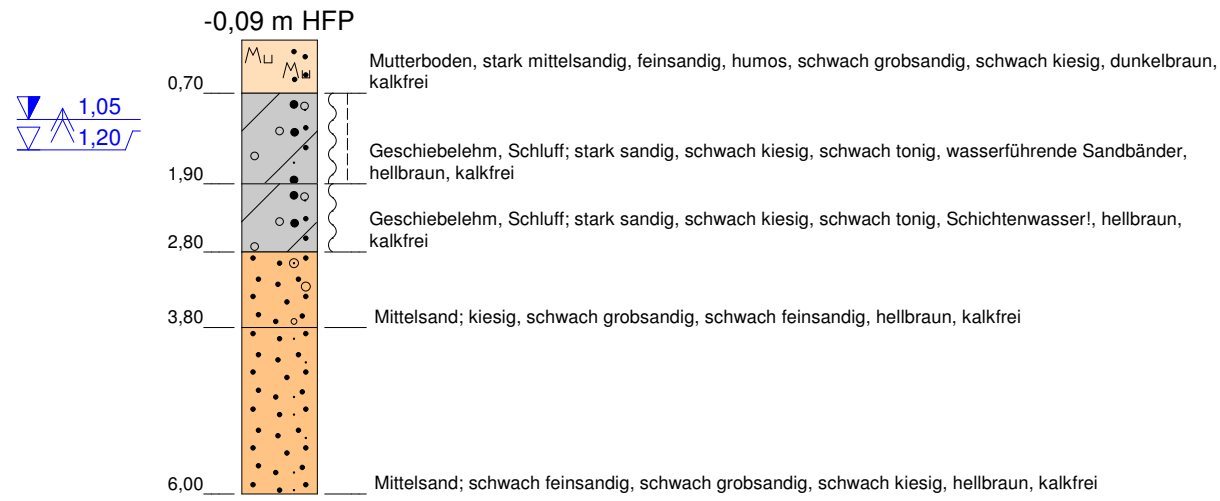 -0,09 m HFP
Mu
Mu
Mutterboden, stark mittelsandig, feinsandig, humos, schwach grobsandig, schwach kiesig, dunkelbraun,
kalkfrei
0,70
1,05
1,20
Geschiebelehm, Schluff; stark sandig, schwach kiesig, schwach tonig, wasserführende Sandbänder,
hellbraun, kalkfrei
1,90
Geschiebelehm, Schluff; stark sandig, schwach kiesig, schwach tonig, Schichtenwasser!, hellbraun,
kalkfrei
2,80
3,80
Mittelsand; kiesig, schwach grobsandig, schwach feinsandig, hellbraun, kalkfrei
6,00
Mittelsand; schwach feinsandig, schwach grobsandig, schwach kiesig, hellbraun, kalkfrei